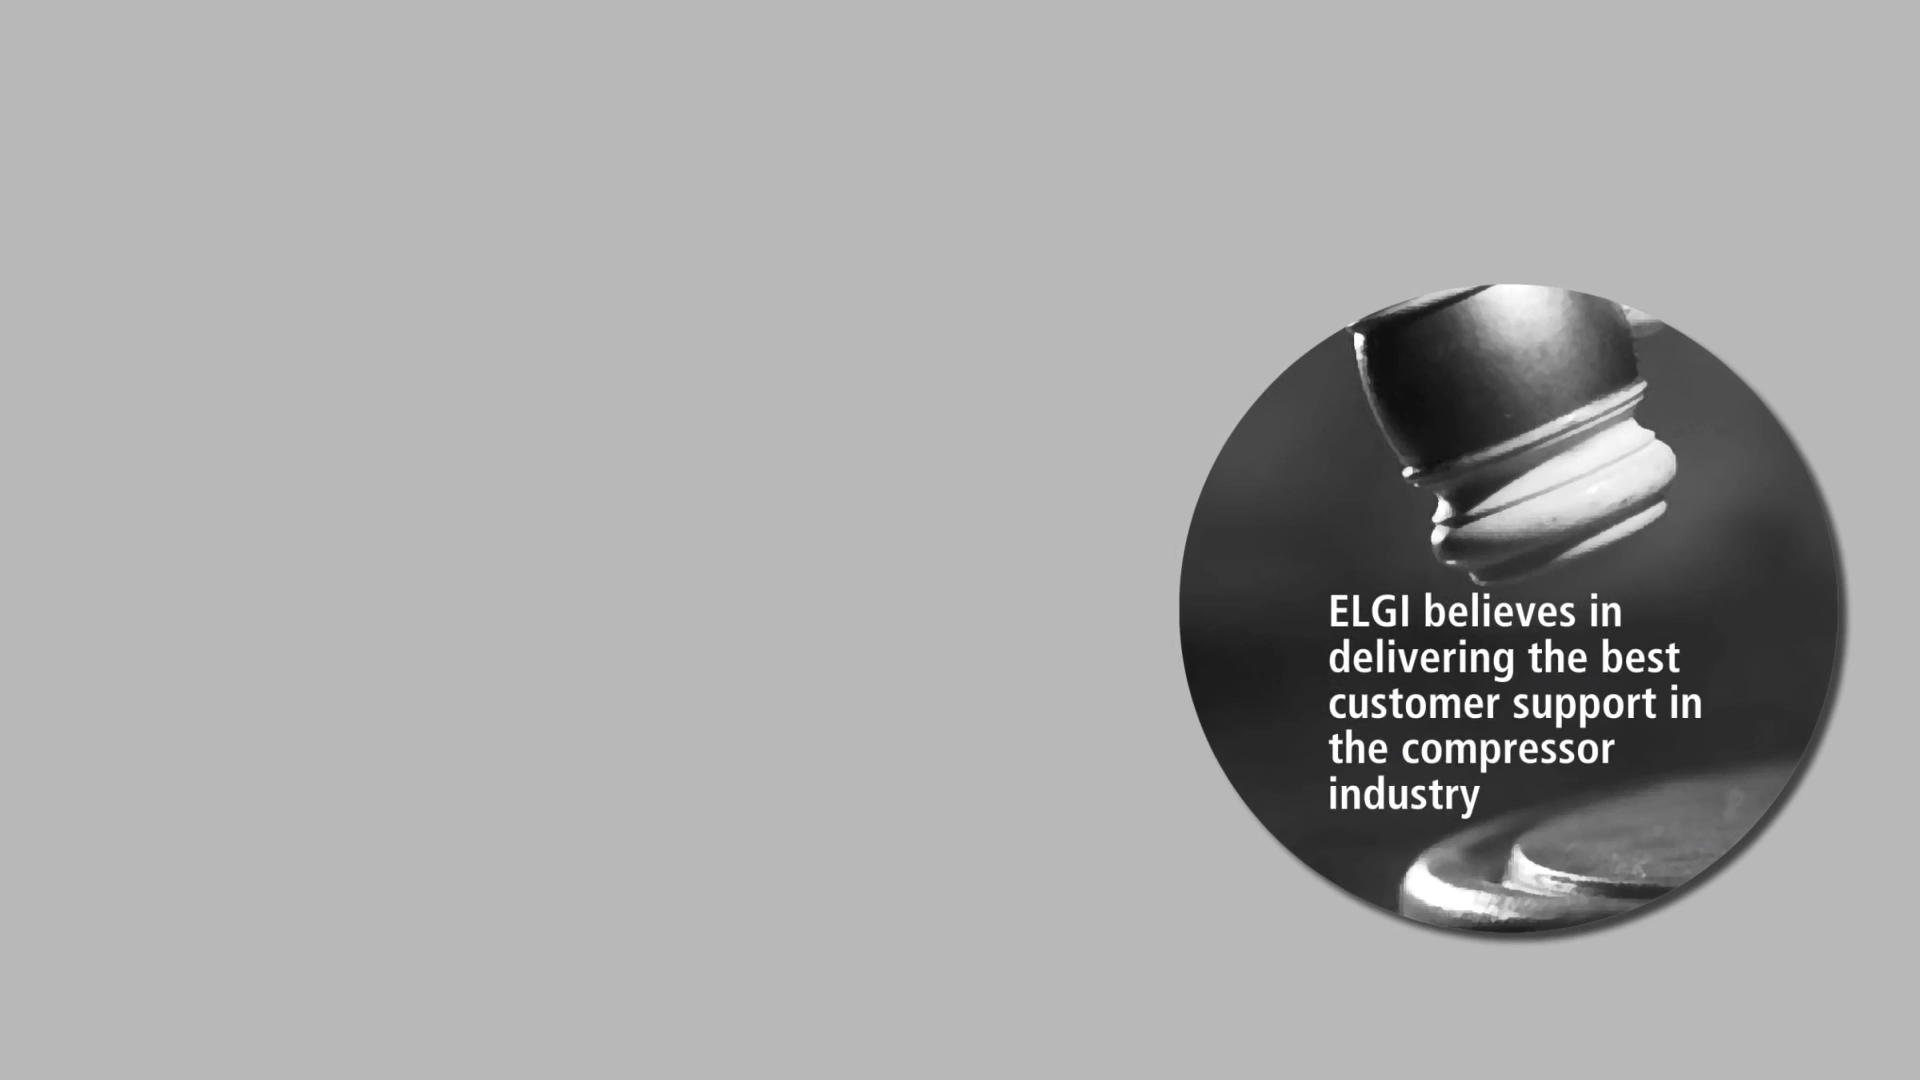 ELGI believes in
delivering the best
customer support in
the compressor
industry